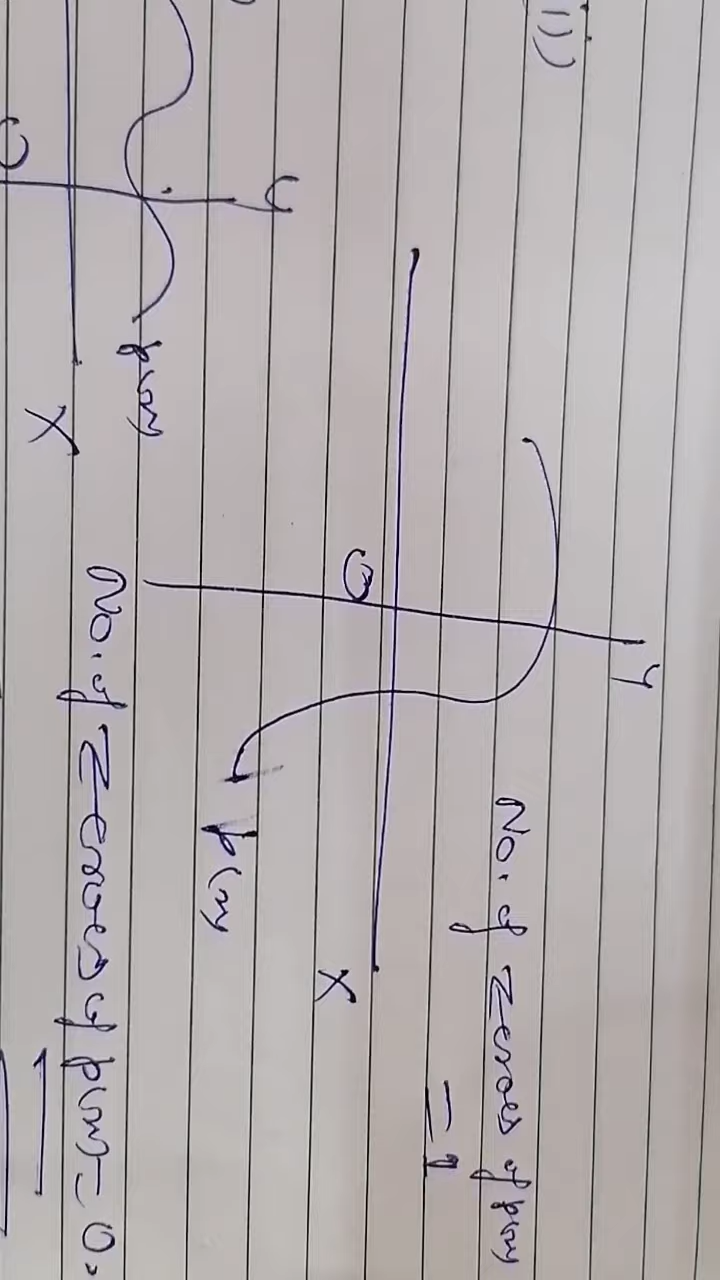 ii)
Y
No. of zeroes of p(x)
= 1
O
X
p(x)
Y
p(x)
No. of zeroes of p(x) = 0.
O
X